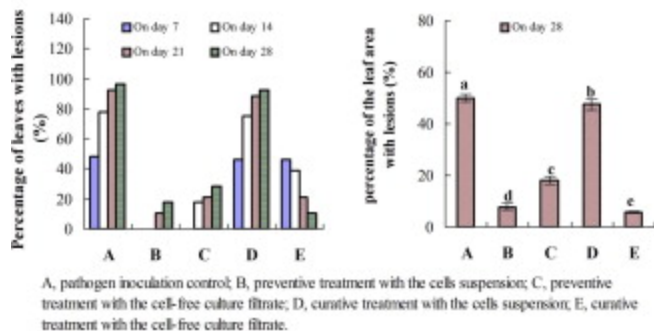 On day 7
On day 14
On day 21
On day 28
Percentage of leaves with lesions
(%)
140
120
100
80
60
40
20
0
A
B
C
D
E
On day 28
percentage of the leaf area
with lesions (%)
80
60
40
20
0
a
d
c
b
e
A
B
C
D
E
A, pathogen inoculation control; B, preventive treatment with the cells suspension; C, preventive
treatment with the cell-free culture filtrate; D, curative treatment with the cells suspension; E, curative
treatment with the cell-free culture filtrate.